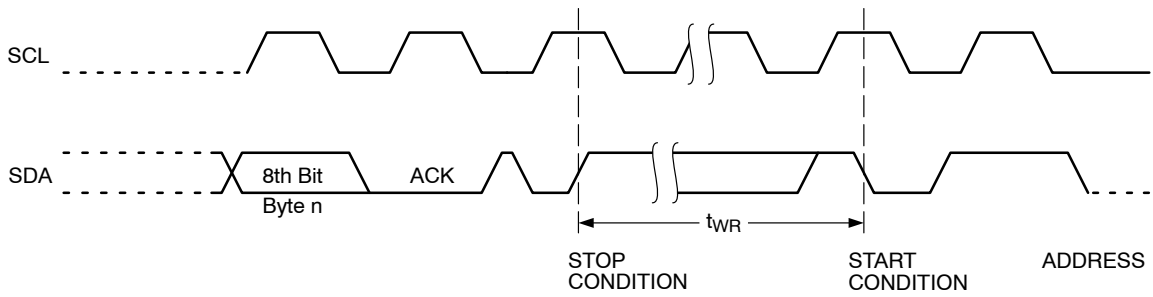 SCL
SDA
8th Bit
Byte n
ACK
tWR
STOP
CONDITION
START
CONDITION
ADDRESS